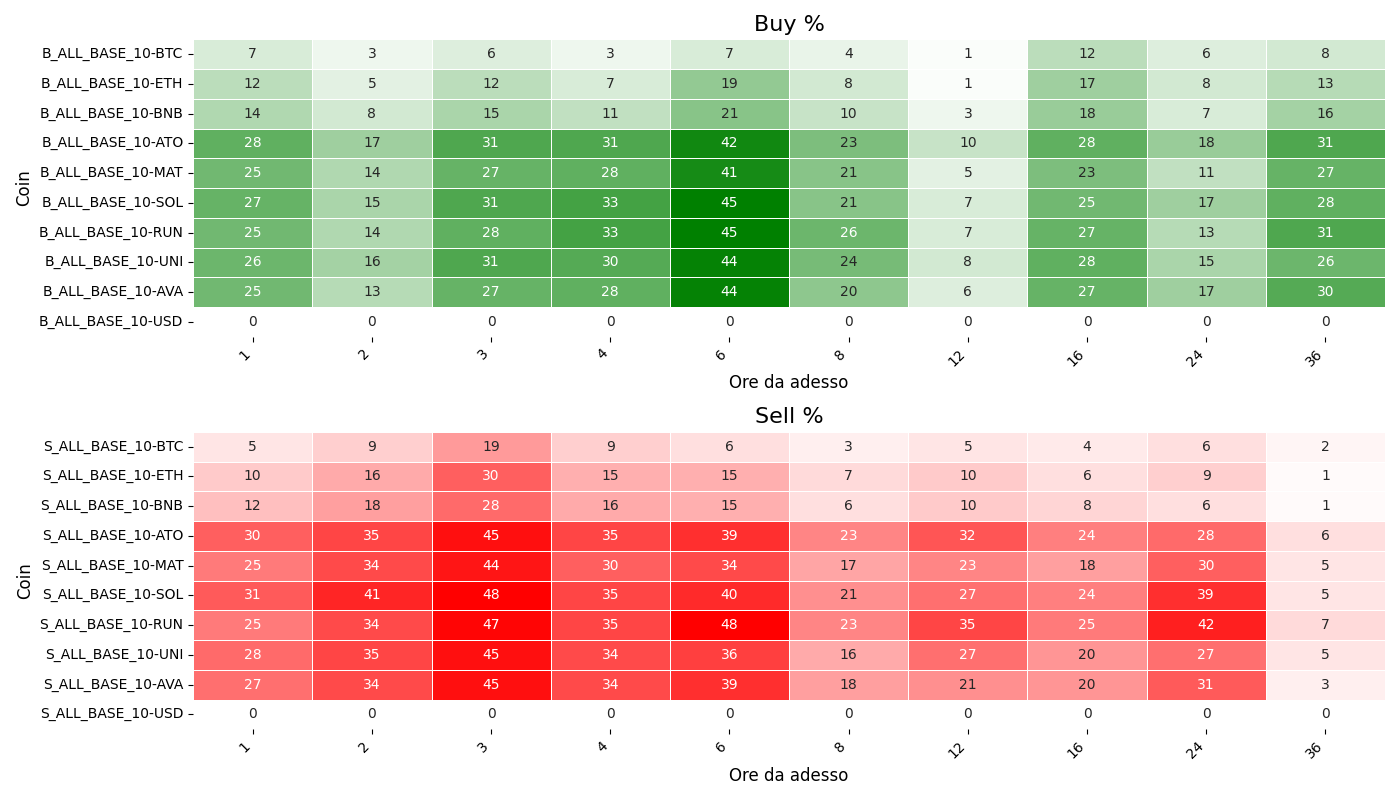 Buy %
Coin
B_ALL_BASE_10-BTC 7 3 6 3 7 4 1 12 6 8
B_ALL_BASE_10-ETH 12 5 12 7 19 8 1 17 8 13
B_ALL_BASE_10-BNB 14 8 15 11 21 10 3 18 7 16
B_ALL_BASE_10-ATO 28 17 31 31 42 23 10 28 18 31
B_ALL_BASE_10-MAT 25 14 27 28 41 21 5 23 11 27
B_ALL_BASE_10-SOL 27 15 31 33 45 21 7 25 17 28
B_ALL_BASE_10-RUN 25 14 28 33 45 26 7 27 13 31
B_ALL_BASE_10-UNI 26 16 31 30 44 24 8 28 15 26
B_ALL_BASE_10-AVA 25 13 27 28 44 20 6 27 17 30
B_ALL_BASE_10-USD 0 0 0 0 0 0 0 0 0 0
1 2 3 4 6 8 12 16 24 36
Ore da adesso
Sell %
Coin
S_ALL_BASE_10-BTC 5 9 19 9 6 3 5 4 6 2
S_ALL_BASE_10-ETH 10 16 30 15 15 7 10 6 9 1
S_ALL_BASE_10-BNB 12 18 28 16 15 6 10 8 6 1
S_ALL_BASE_10-ATO 30 35 45 35 39 23 32 24 28 6
S_ALL_BASE_10-MAT 25 34 44 30 34 17 23 18 30 5
S_ALL_BASE_10-SOL 31 41 48 35 40 21 27 24 39 5
S_ALL_BASE_10-RUN 25 34 47 35 48 23 35 25 42 7
S_ALL_BASE_10-UNI 28 35 45 34 36 16 27 20 27 5
S_ALL_BASE_10-AVA 27 34 45 34 39 18 21 20 31 3
S_ALL_BASE_10-USD 0 0 0 0 0 0 0 0 0 0
1 2 3 4 6 8 12 16 24 36
Ore da adesso